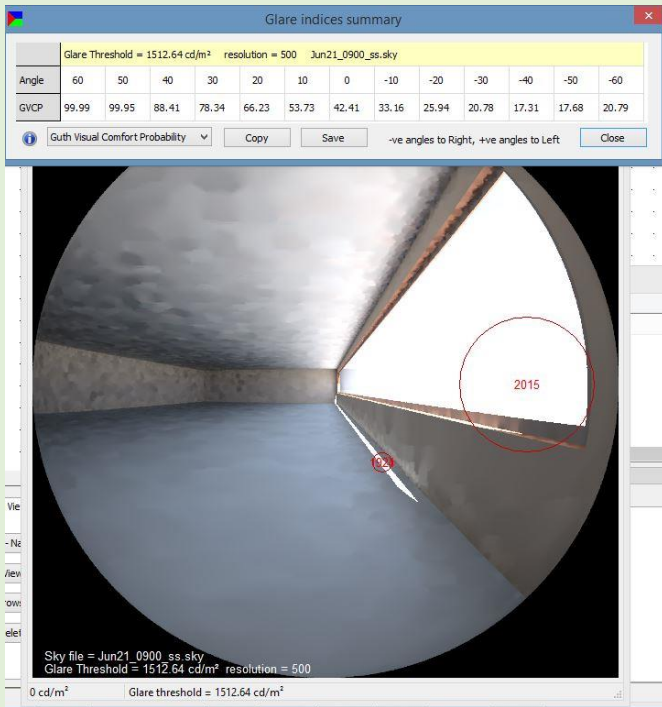 Glare indices summary
Glare Threshold = 1512.64 cd/m² resolution = 500 Jun21_0900_ss.sky
Angle 60 50 40 30 20 10 0 -10 -20 -30 -40 -50 -60
GVCP 99.99 99.95 88.41 78.34 66.23 53.73 42.41 33.16 25.94 20.78 17.31 17.68 20.79
Guth Visual Comfort Probability Copy Save -ve angles to Right, +ve angles to Left Close
2015
Vie
- Na
View
Sky file = Jun21_0900_ss.sky
Glare Threshold = 1512.64 cd/m² resolution = 500
0 cd/m² Glare threshold = 1512.64 cd/m²